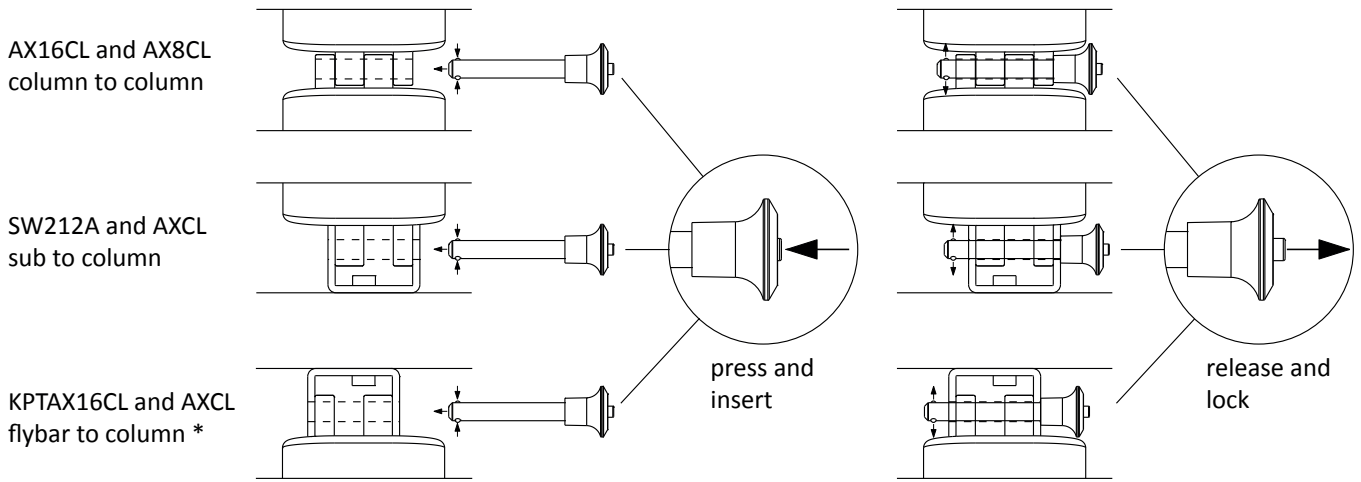 AX16CL and AX8CL
column to column
SW212A and AXCL
sub to column
KPTAX16CL and AXCL
flybar to column *
press and
insert
release and
lock